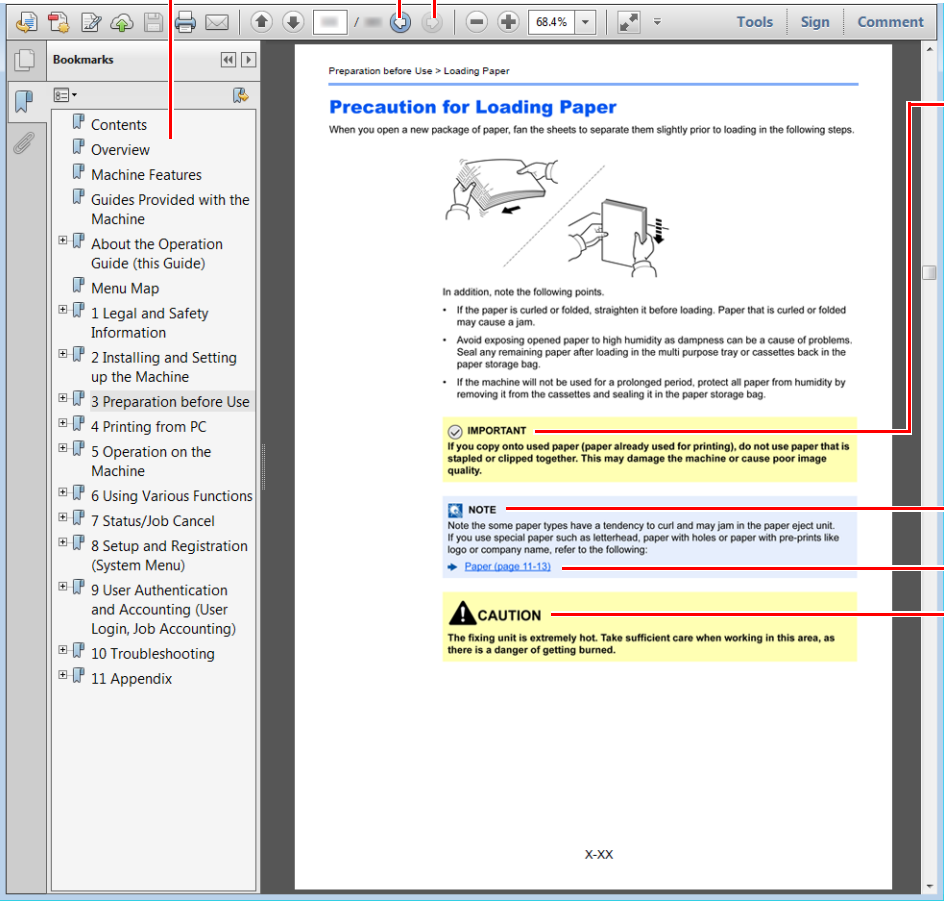 /
68.4%
Tools
Sign
Comment
Bookmarks
Contents
Overview
Machine Features
Guides Provided with the
Machine
About the Operation
Guide (this Guide)
Menu Map
1 Legal and Safety
Information
2 Installing and Setting
up the Machine
3 Preparation before Use
4 Printing from PC
5 Operation on the
Machine
6 Using Various Functions
7 Status/Job Cancel
8 Setup and Registration
(System Menu)
9 User Authentication
and Accounting (User
Login, Job Accounting)
10 Troubleshooting
11 Appendix
Preparation before Use > Loading Paper
Precaution for Loading Paper
When you open a new package of paper, fan the sheets to separate them slightly prior to loading in the following steps.
In addition, note the following points.
• If the paper is curled or folded, straighten it before loading. Paper that is curled or folded
may cause a jam.
• Avoid exposing opened paper to high humidity as dampness can be a cause of problems.
Seal any remaining paper after loading in the multi purpose tray or cassettes back in the
paper storage bag.
• If the machine will not be used for a prolonged period, protect all paper from humidity by
removing it from the cassettes and sealing it in the paper storage bag.
IMPORTANT
If you copy onto used paper (paper already used for printing), do not use paper that is
stapled or clipped together. This may damage the machine or cause poor image
quality.
NOTE
Note the some paper types have a tendency to curl and may jam in the paper eject unit.
If you use special paper such as letterhead, paper with holes or paper with pre-prints like
logo or company name, refer to the following:
Paper (page 11-13)
CAUTION
The fixing unit is extremely hot. Take sufficient care when working in this area, as
there is a danger of getting burned.
X-XX